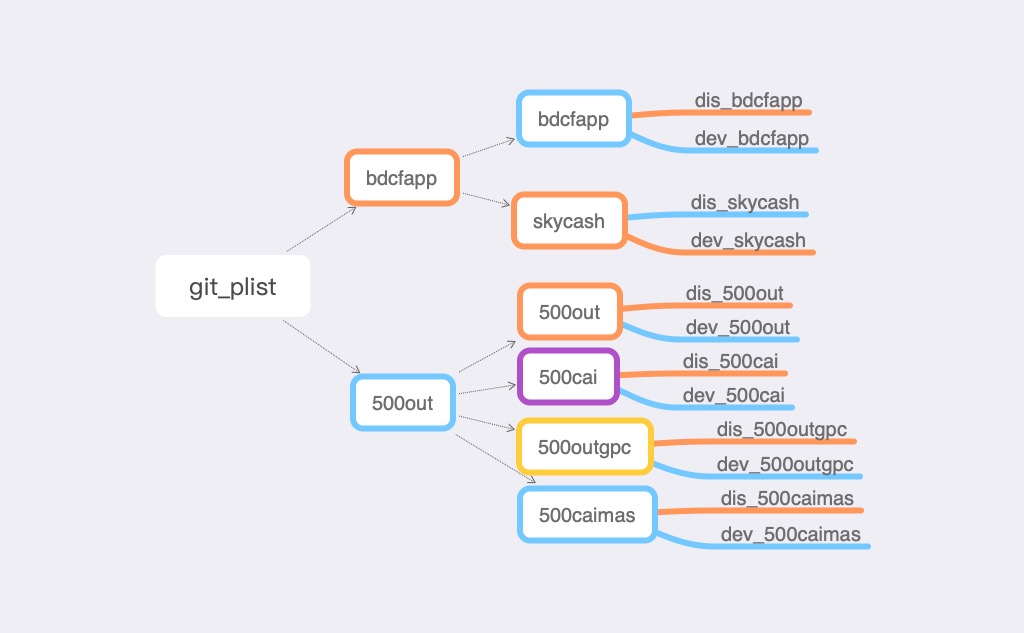 git_plist
bdcfapp
bdcfapp
dis_bdcfapp
dev_bdcfapp
skycash
dis_skycash
dev_skycash
500out
500out
dis_500out
dev_500out
500cai
dis_500cai
dev_500cai
500outgpc
dis_500outgpc
dev_500outgpc
500caimas
dis_500caimas
dev_500caimas